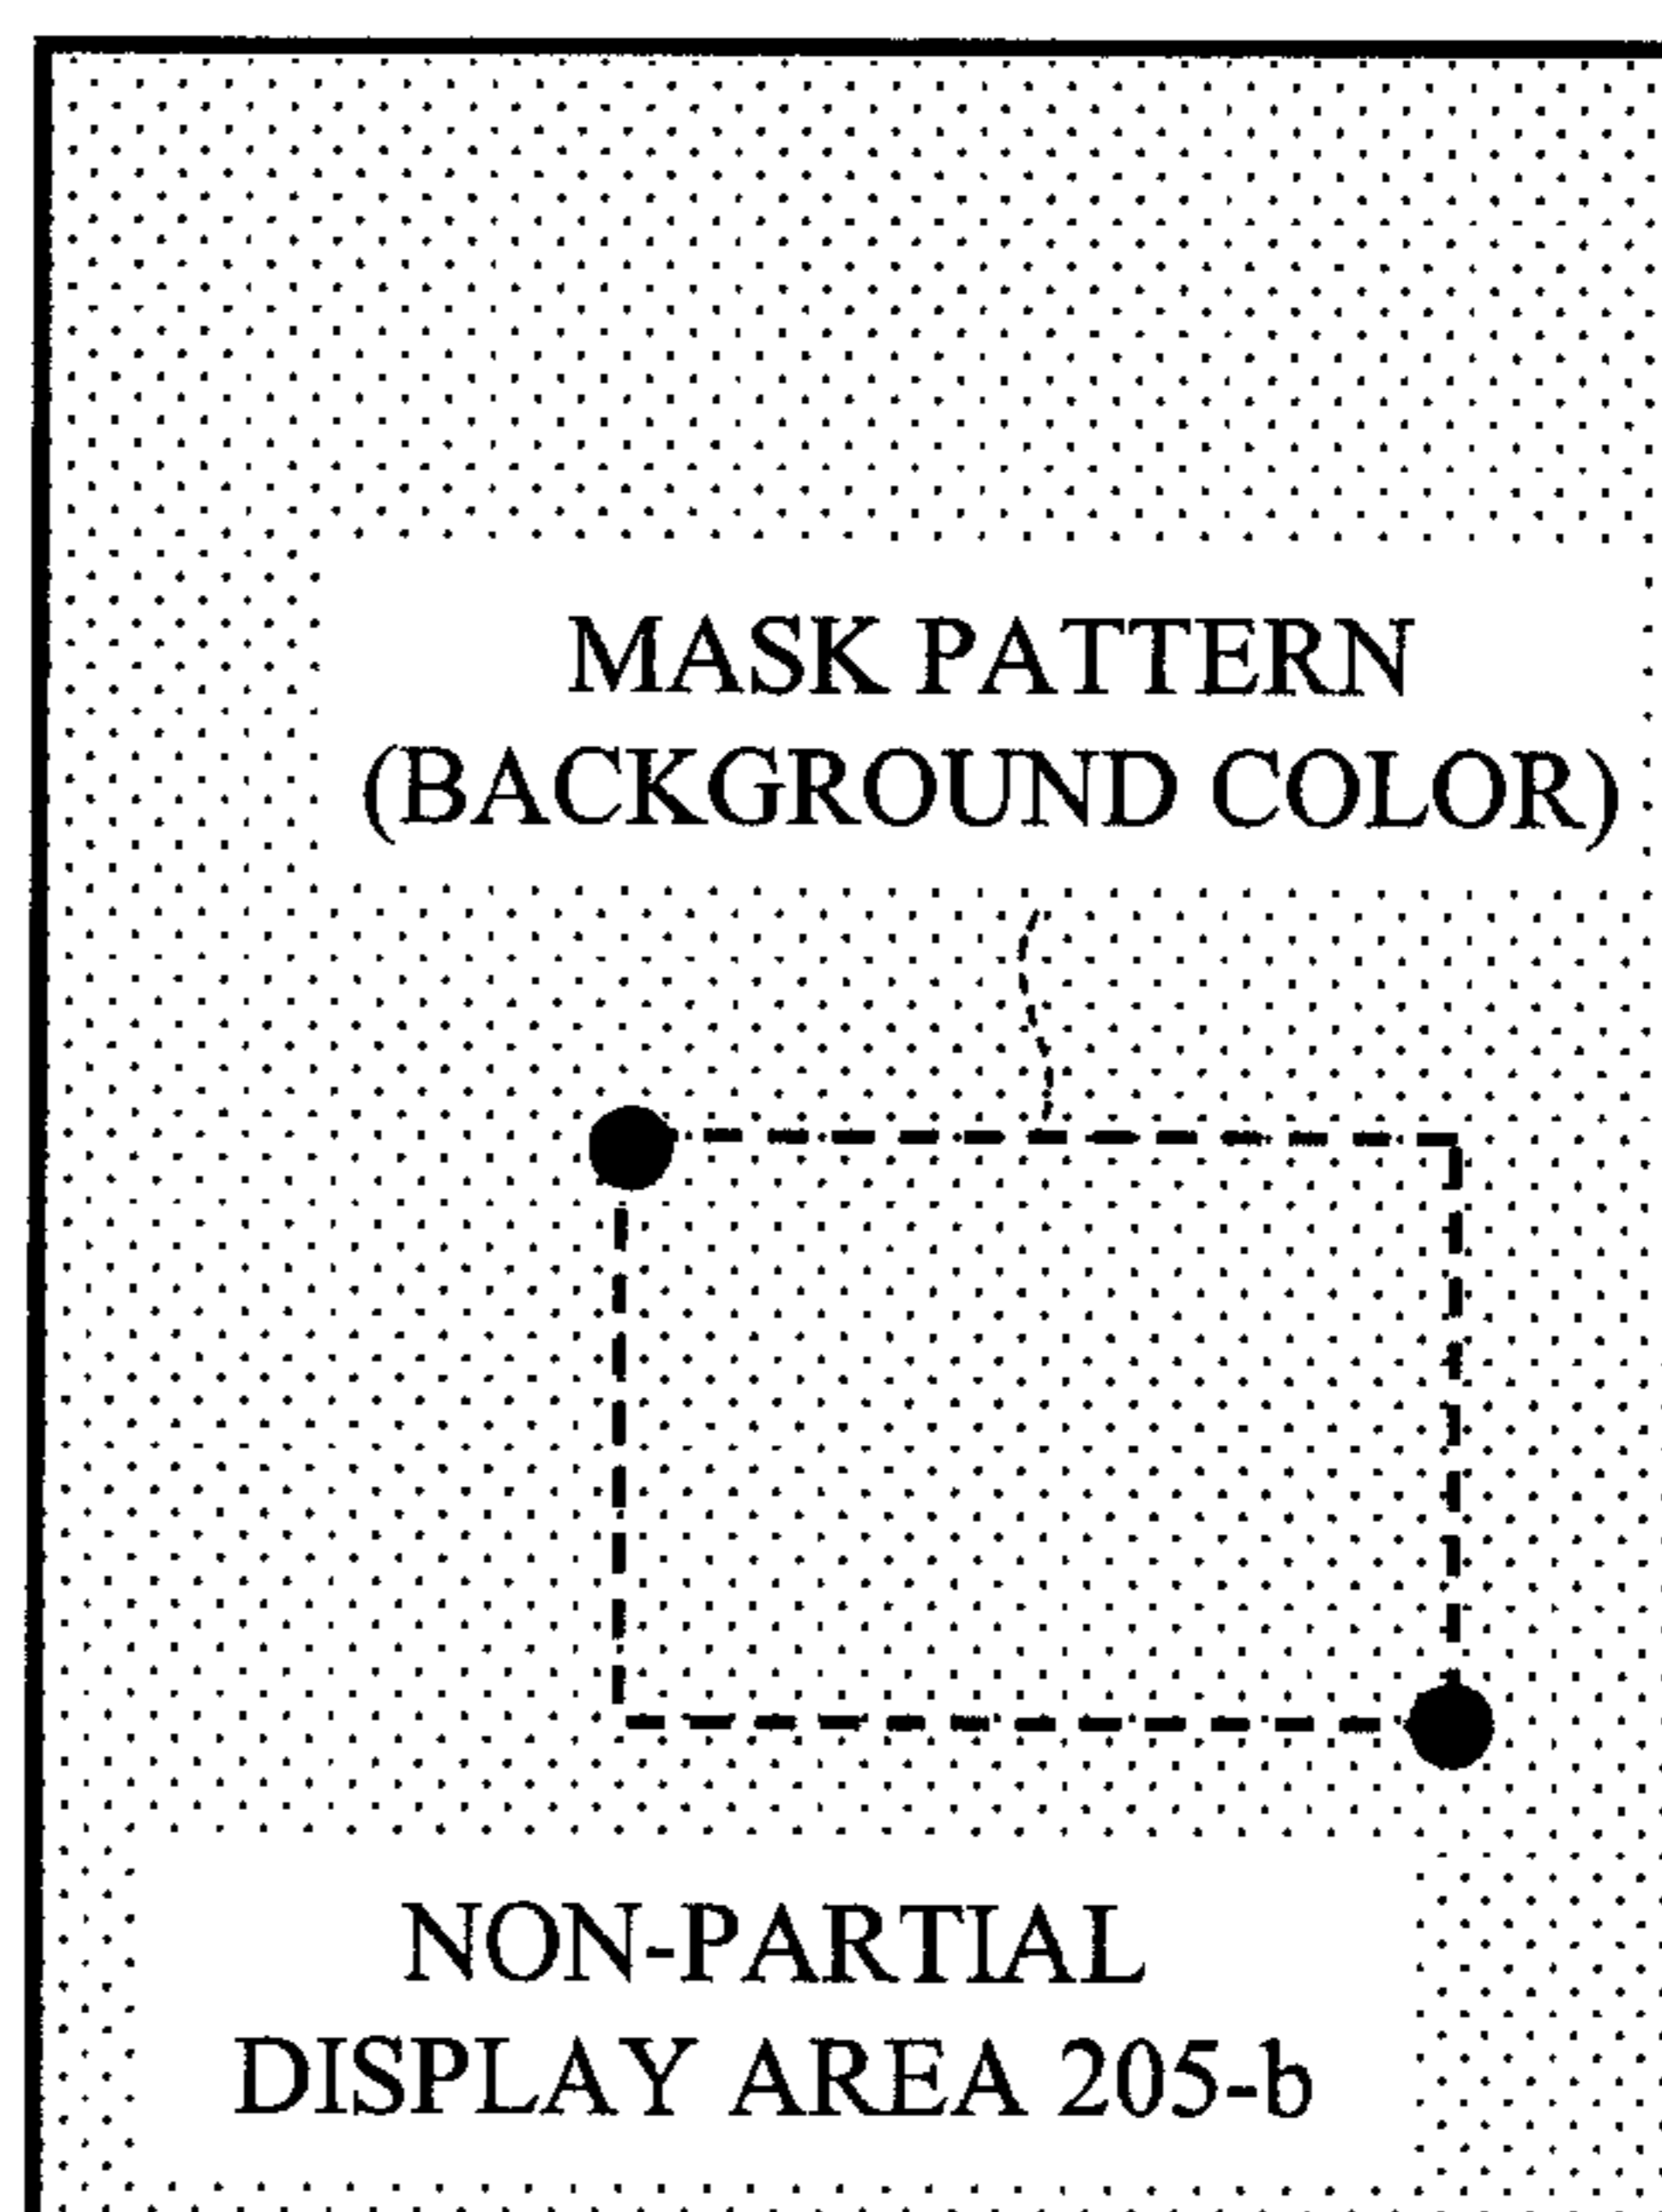 MASK PATTERN
(BACKGROUND COLOR)
NON-PARTIAL
DISPLAY AREA 205-b